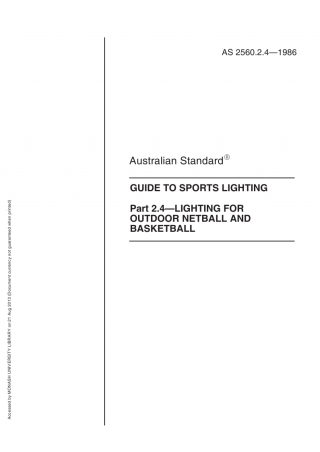 AS 2560.2.4—1986
Australian Standard®
GUIDE TO SPORTS LIGHTING
Part 2.4—LIGHTING FOR
OUTDOOR NETBALL AND
BASKETBALL
Accessed by MONASH UNIVERSITY LIBRARY on 21 Aug 2013 (Document currency not guaranteed when printed)